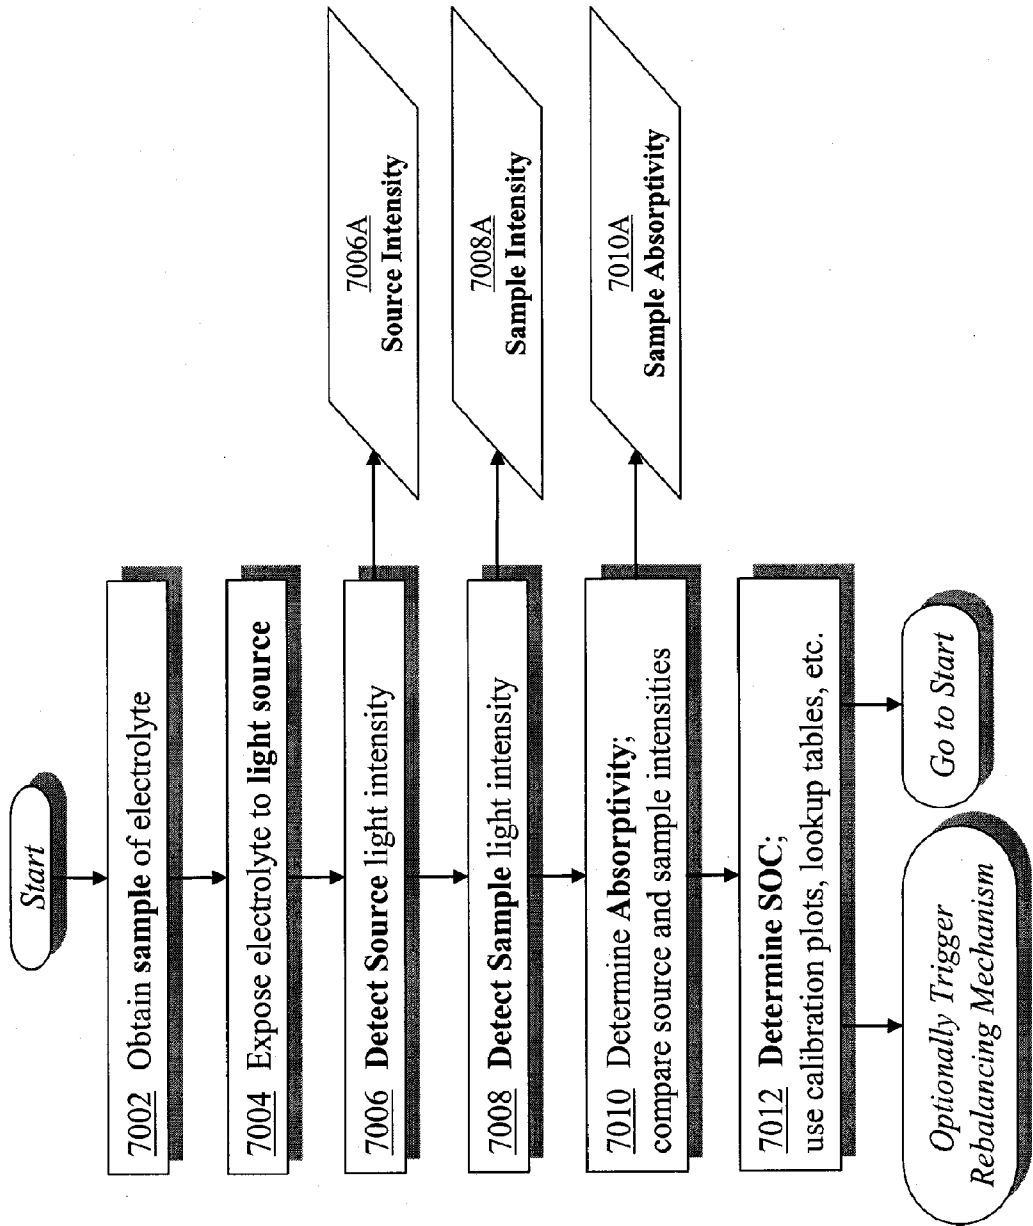 Start
7002 Obtain sample of electrolyte
7004 Expose electrolyte to light source
7006 Detect Source light intensity
7006A
Source Intensity
7008 Detect Sample light intensity
7008A
Sample Intensity
7010 Determine Absorptivity;
compare source and sample intensities
7010A
Sample Absorptivity
7012 Determine SOC;
use calibration plots, lookup tables, etc.
Optionally Trigger
Rebalancing Mechanism
Go to Start